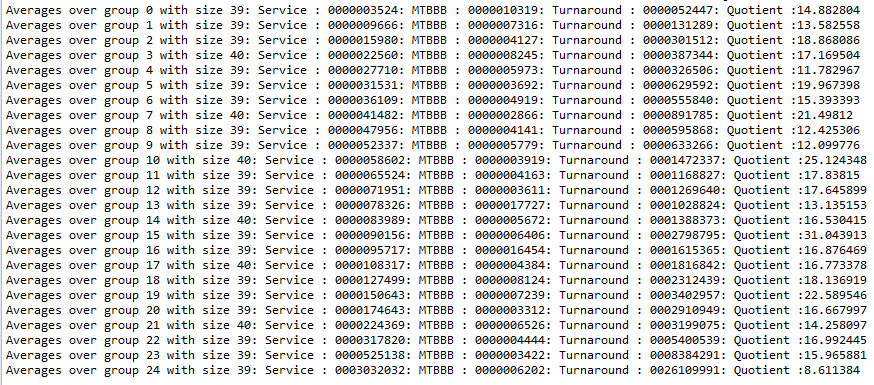 Averages over group 0 with size 39: Service : 0000003524: MTBBB : 0000010319: Turnaround : 0000052447: Quotient :14.882804
Averages over group 1 with size 39: Service : 0000009666: MTBBB : 0000007316: Turnaround : 0000131289: Quotient :13.582558
Averages over group 2 with size 39: Service : 0000015980: MTBBB : 0000004127: Turnaround : 0000301512: Quotient :18.868086
Averages over group 3 with size 40: Service : 0000022560: MTBBB : 0000008245: Turnaround : 0000387344: Quotient :17.169504
Averages over group 4 with size 39: Service : 0000027710: MTBBB : 0000005973: Turnaround : 0000326506: Quotient :11.782967
Averages over group 5 with size 39: Service : 0000031531: MTBBB : 0000003692: Turnaround : 0000629592: Quotient :19.967398
Averages over group 6 with size 39: Service : 0000036109: MTBBB : 0000004919: Turnaround : 0000555840: Quotient :15.393393
Averages over group 7 with size 40: Service : 0000041482: MTBBB : 0000002866: Turnaround : 0000891785: Quotient :21.49812
Averages over group 8 with size 39: Service : 0000047956: MTBBB : 0000004141: Turnaround : 0000595868: Quotient :12.425306
Averages over group 9 with size 39: Service : 0000052337: MTBBB : 0000005779: Turnaround : 0000633266: Quotient :12.099776
Averages over group 10 with size 40: Service : 0000058602: MTBBB : 0000003919: Turnaround : 0001472337: Quotient :25.124348
Averages over group 11 with size 39: Service : 0000065524: MTBBB : 0000004163: Turnaround : 0001168827: Quotient :17.83815
Averages over group 12 with size 39: Service : 0000071951: MTBBB : 0000003611: Turnaround : 0001269640: Quotient :17.645899
Averages over group 13 with size 39: Service : 0000078326: MTBBB : 0000017727: Turnaround : 0001028824: Quotient :13.135153
Averages over group 14 with size 40: Service : 0000083989: MTBBB : 0000005672: Turnaround : 0001388373: Quotient :16.530415
Averages over group 15 with size 39: Service : 0000090156: MTBBB : 0000006406: Turnaround : 0002798795: Quotient :31.043913
Averages over group 16 with size 39: Service : 0000095717: MTBBB : 0000016454: Turnaround : 0001615365: Quotient :16.876469
Averages over group 17 with size 40: Service : 0000108317: MTBBB : 0000004384: Turnaround : 0001816842: Quotient :16.773378
Averages over group 18 with size 39: Service : 0000127499: MTBBB : 0000008124: Turnaround : 0002312439: Quotient :18.136919
Averages over group 19 with size 39: Service : 0000150643: MTBBB : 0000007239: Turnaround : 0003402957: Quotient :22.589546
Averages over group 20 with size 39: Service : 0000174643: MTBBB : 0000003312: Turnaround : 0002910949: Quotient :16.667997
Averages over group 21 with size 40: Service : 0000224369: MTBBB : 0000006526: Turnaround : 0003199075: Quotient :14.258097
Averages over group 22 with size 39: Service : 0000317820: MTBBB : 0000004444: Turnaround : 0005400539: Quotient :16.992445
Averages over group 23 with size 39: Service : 0000525138: MTBBB : 0000003422: Turnaround : 0008384291: Quotient :15.965881
Averages over group 24 with size 39: Service : 0003032032: MTBBB : 0000006202: Turnaround : 0026109991: Quotient :8.611384